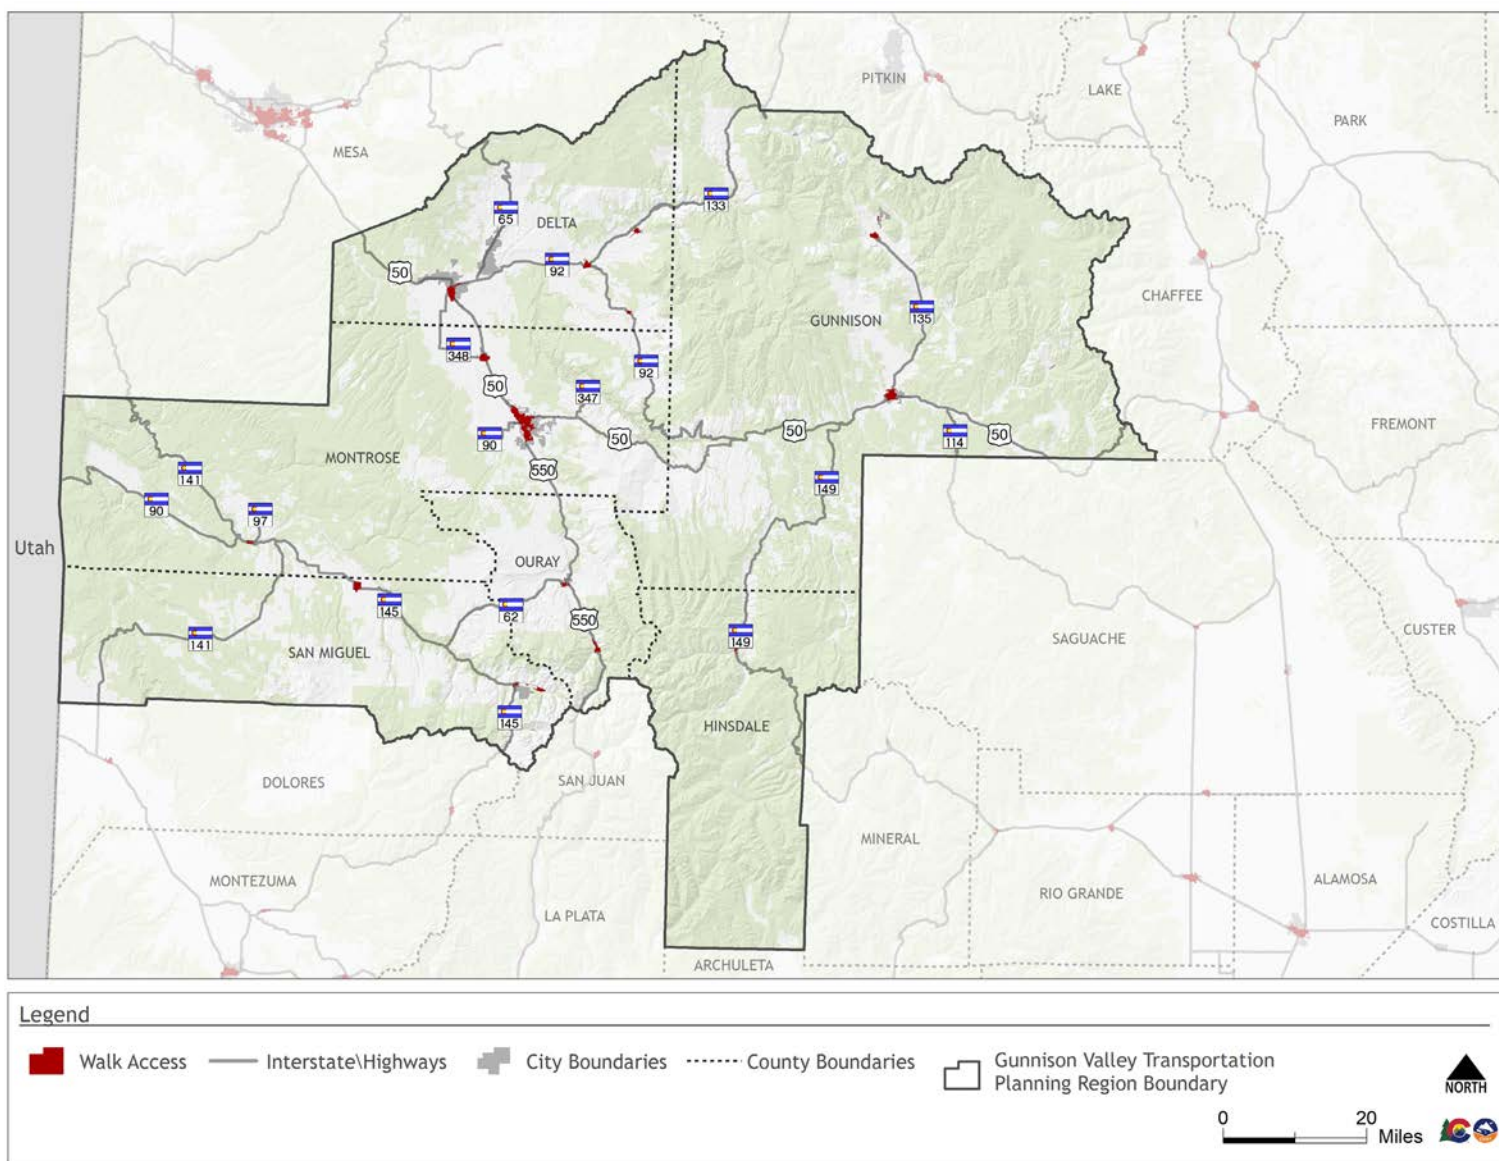 PITKIN
LAKE
PARK
MESA
133
65
DELTA
92
50
CHAFFEE
135
GUNNISON
348
92
50
347
FREMONT
50
114
50
90
50
MONTROSE
550
141
149
90
97
Utah
OURAY
145
62
550
CUSTER
141
149
SAGUACHE
SAN MIGUEL
145
HINSDALE
DOLORES
SAN JUAN
MINERAL
MONTEZUMA
ALAMOSA
RIO GRANDE
LA PLATA
COSTILLA
ARCHULETA
Legend
Walk Access
Interstate\Highways
City Boundaries
County Boundaries
Gunnison Valley Transportation
Planning Region Boundary
NORTH
0 20
Miles